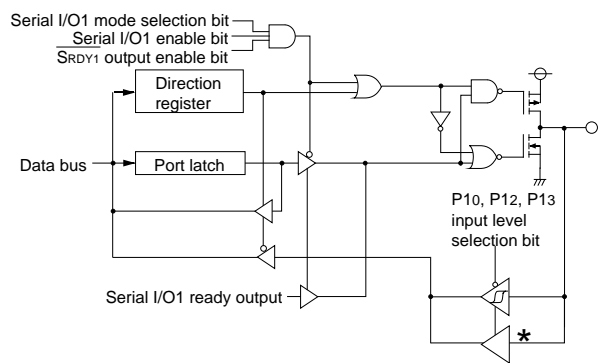 Serial I/O1 mode selection bit
Serial I/O1 enable bit
SRDY1 output enable bit
Direction
register
Data bus
Port latch
P10, P12, P13
input level
selection bit
Serial I/O1 ready output
*